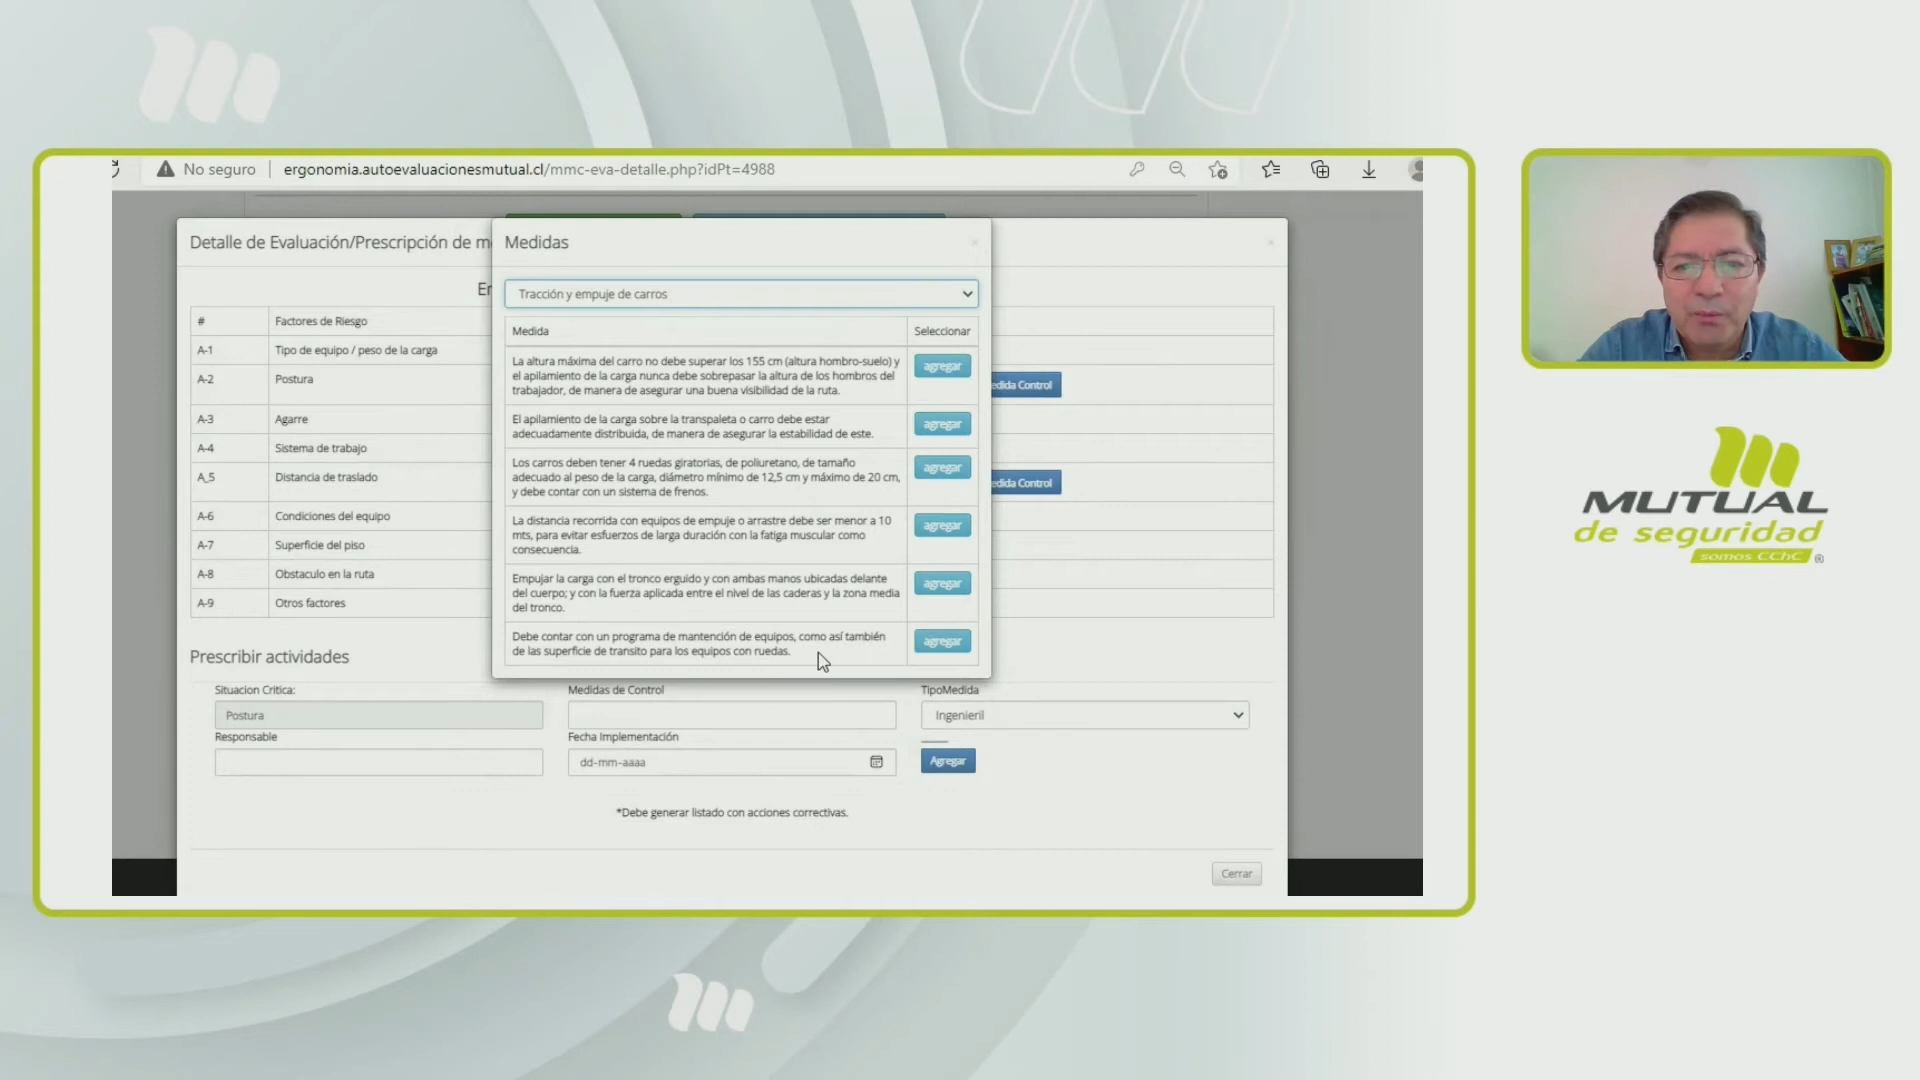 No seguro
ergonomia.autoevaluacionesmutual.cl/mmc-eva-detalle.php?idPt=4988
Detalle de Evaluación/Prescripción de m
Medidas
×
×
Tracción y empuje de carros
#
Factores de Riesgo
A-1
Tipo de equipo / peso de la carga
A-2
Postura
A-3
Agarre
A-4
Sistema de trabajo
A_5
Distancia de traslado
A-6
Condiciones del equipo
A-7
Superficie del piso
A-8
Obstaculo en la ruta
A-9
Otros factores
Medida
Seleccionar
La altura máxima del carro no debe superar los 155 cm (altura hombro-suelo) y
el apilamiento de la carga nunca debe sobrepasar la altura de los hombros del
trabajador, de manera de asegurar una buena visibilidad de la ruta.
agregar
El apilamiento de la carga sobre la transpaleta o carro debe estar
adecuadamente distribuida, de manera de asegurar la estabilidad de este.
agregar
Los carros deben tener 4 ruedas giratorias, de poliuretano, de tamaño
adecuado al peso de la carga, diámetro mínimo de 12,5 cm y máximo de 20 cm,
y debe contar con un sistema de frenos.
agregar
La distancia recorrida con equipos de empuje o arrastre debe ser menor a 10
mts, para evitar esfuerzos de larga duración con la fatiga muscular como
consecuencia.
agregar
Empujar la carga con el tronco erguido y con ambas manos ubicadas delante
del cuerpo; y con la fuerza aplicada entre el nivel de las caderas y la zona media
del tronco.
agregar
Debe contar con un programa de mantención de equipos, como así también
de las superficie de transito para los equipos con ruedas.
agregar
edida Control
edida Control
Prescribir actividades
Situacion Critica:
Medidas de Control
TipoMedida
Postura
Ingenieril
Responsable
Fecha Implementación
dd-mm-aaaa
Agregar
*Debe generar listado con acciones correctivas.
Cerrar
MUTUAL
de seguridad
somos CChC ®